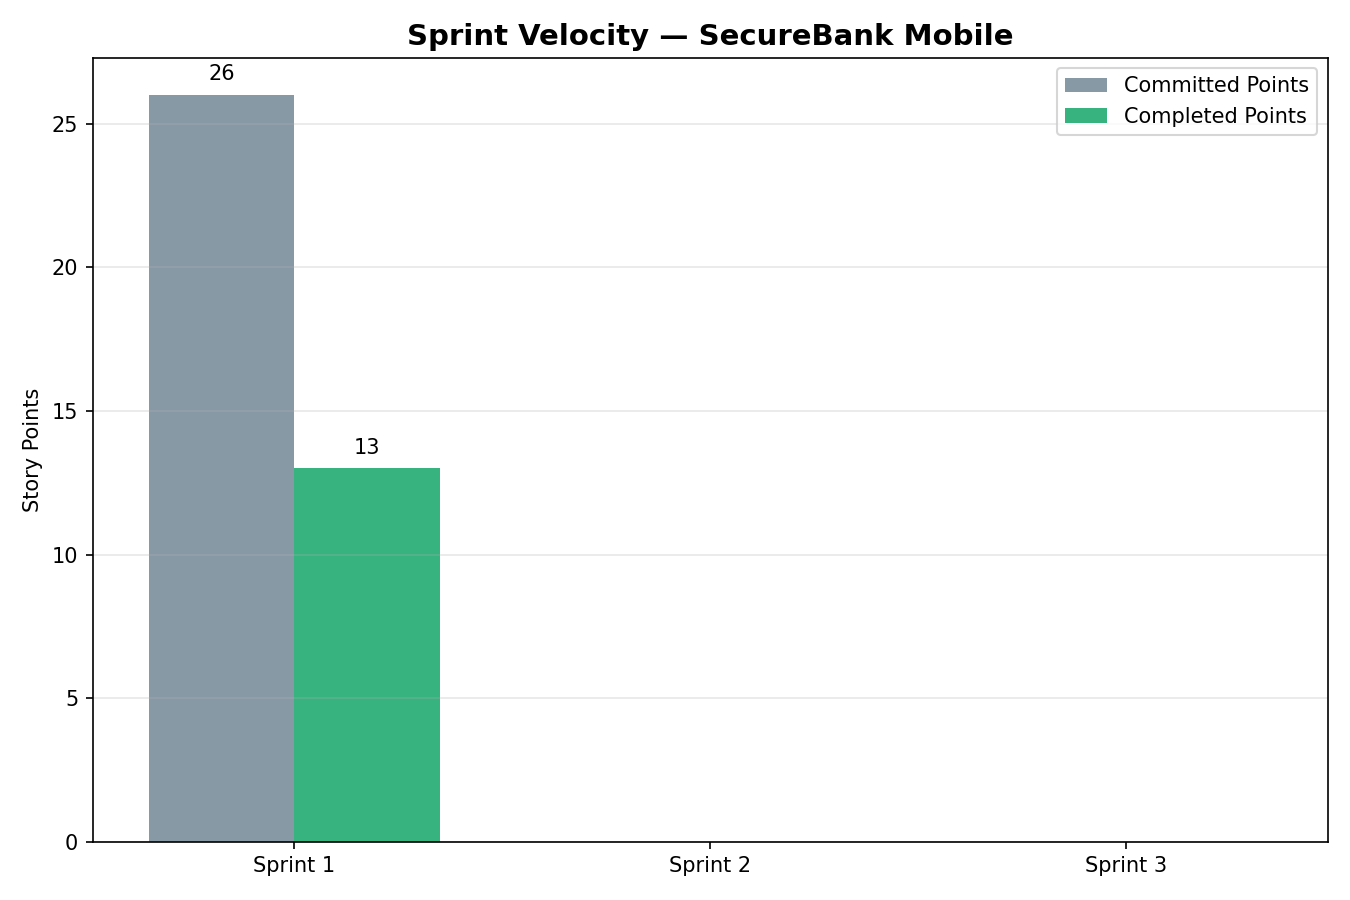 Sprint Velocity — SecureBank Mobile
26
Committed Points
Completed Points
25
20
15
13
10
5
0
Story Points
Sprint 1
Sprint 2
Sprint 3